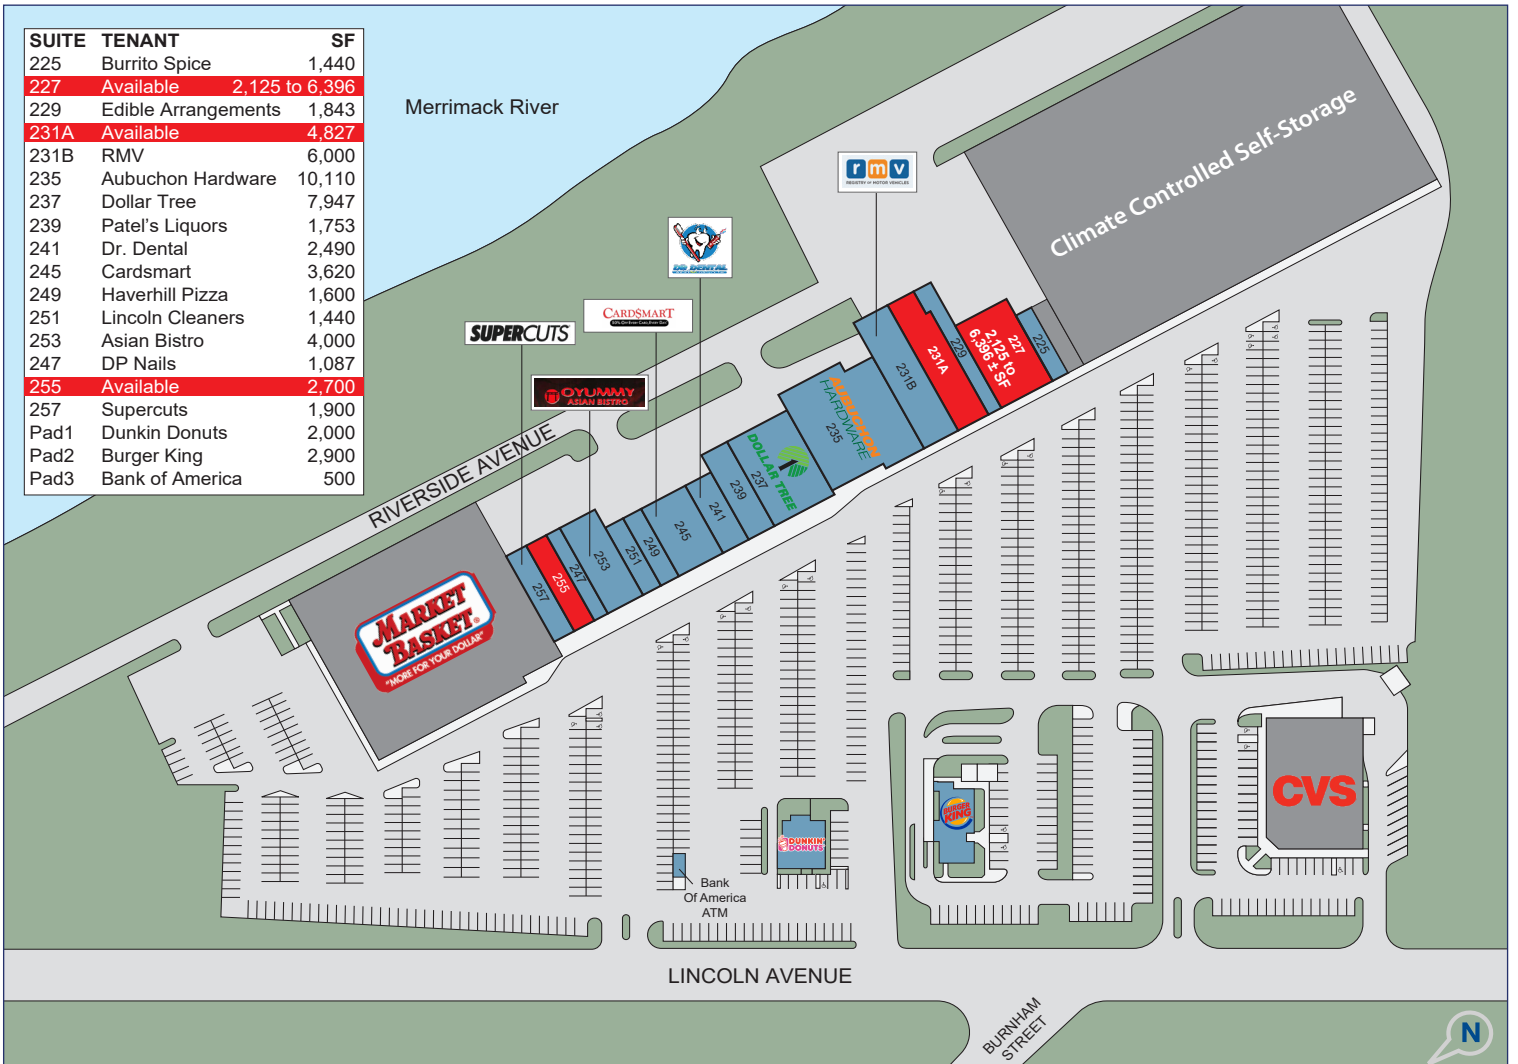 SUITE TENANT SF
225 Burrito Spice 1,440
227 Available 2,125 to 6,396
229 Edible Arrangements 1,843
231A Available 4,827
231B RMV 6,000
235 Aubuchon Hardware 10,110
237 Dollar Tree 7,947
239 Patel's Liquors 1,753
241 Dr. Dental 2,490
245 Cardsmart 3,620
249 Haverhill Pizza 1,600
251 Lincoln Cleaners 1,440
253 Asian Bistro 4,000
247 DP Nails 1,087
255 Available 2,700
257 Supercuts 1,900
Pad1 Dunkin Donuts 2,000
Pad2 Burger King 2,900
Pad3 Bank of America 500
Merrimack River
Climate Controlled Self-Storage
rmv
REGISTRY OF MOTOR VEHICLES
DR. DENTAL
CARDSMART
SUPERCUTS
OYUMMY
ASIAN BISTRO
RIVERSIDE AVENUE
225
227
2,125 to
6,396 ± SF
229
231A
231B
AUBUCHON
HARDWARE
235
DOLLAR TREE
237
239
241
245
249
251
253
247
255
257
MARKET
BASKET
"MORE FOR YOUR DOLLAR"
BURGER
KING
CVS
DUNKIN'
DONUTS
Bank
Of America
ATM
LINCOLN AVENUE
BURNHAM
STREET
N